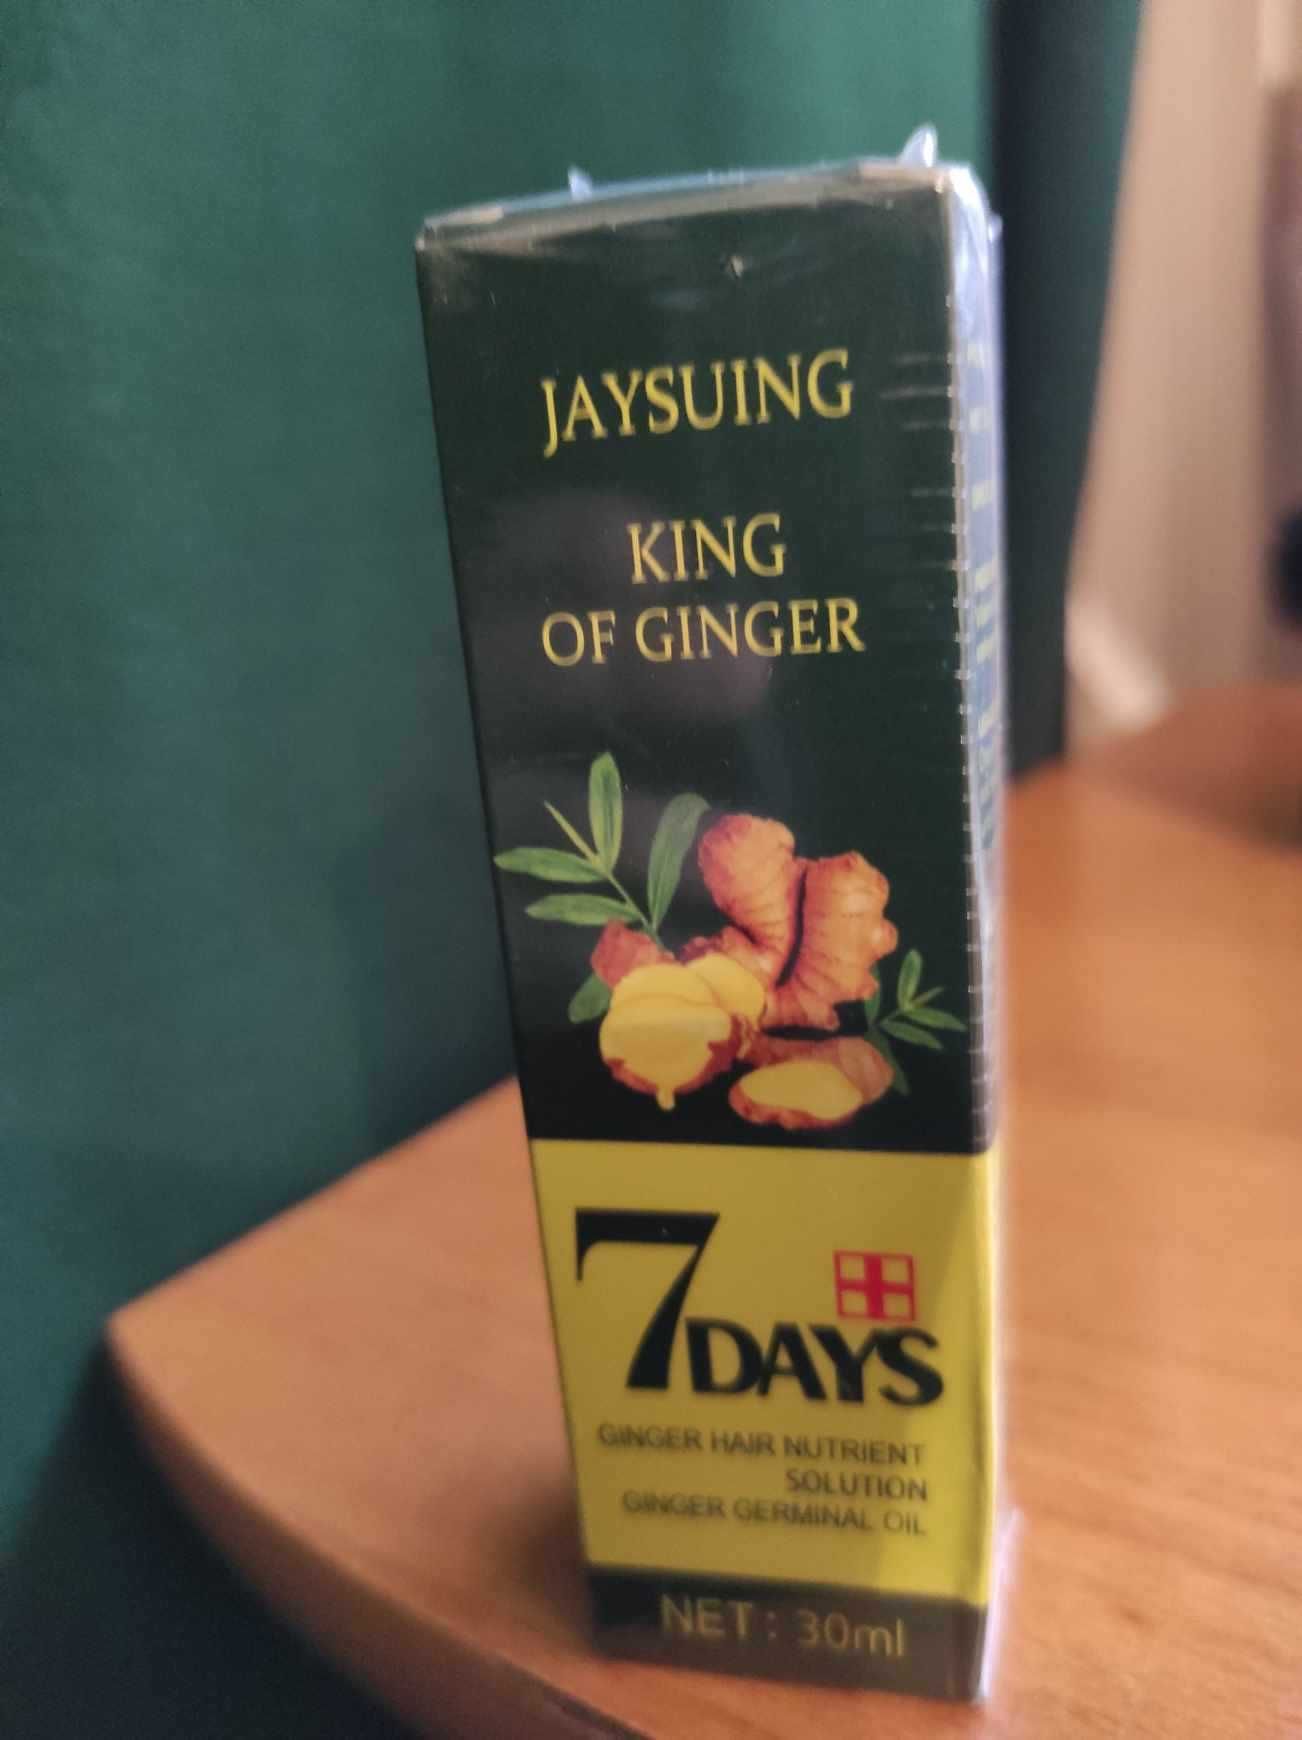 JAYSUING
KING
OF GINGER
7DAYS
GINGER HAIR NUTRIENT
SOLUTION
GINGER GERMINAL OIL
NET: 30ml